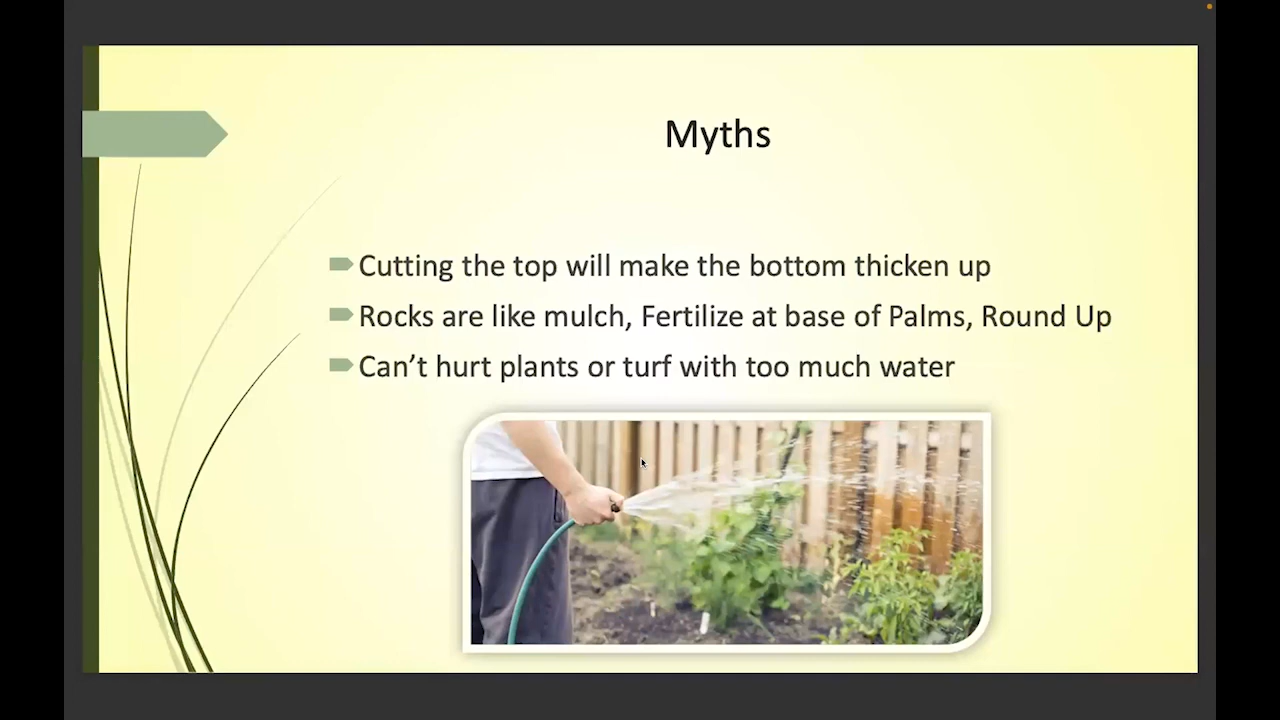 Myths
Cutting the top will make the bottom thicken up
Rocks are like mulch, Fertilize at base of Palms, Round Up
Can’t hurt plants or turf with too much water